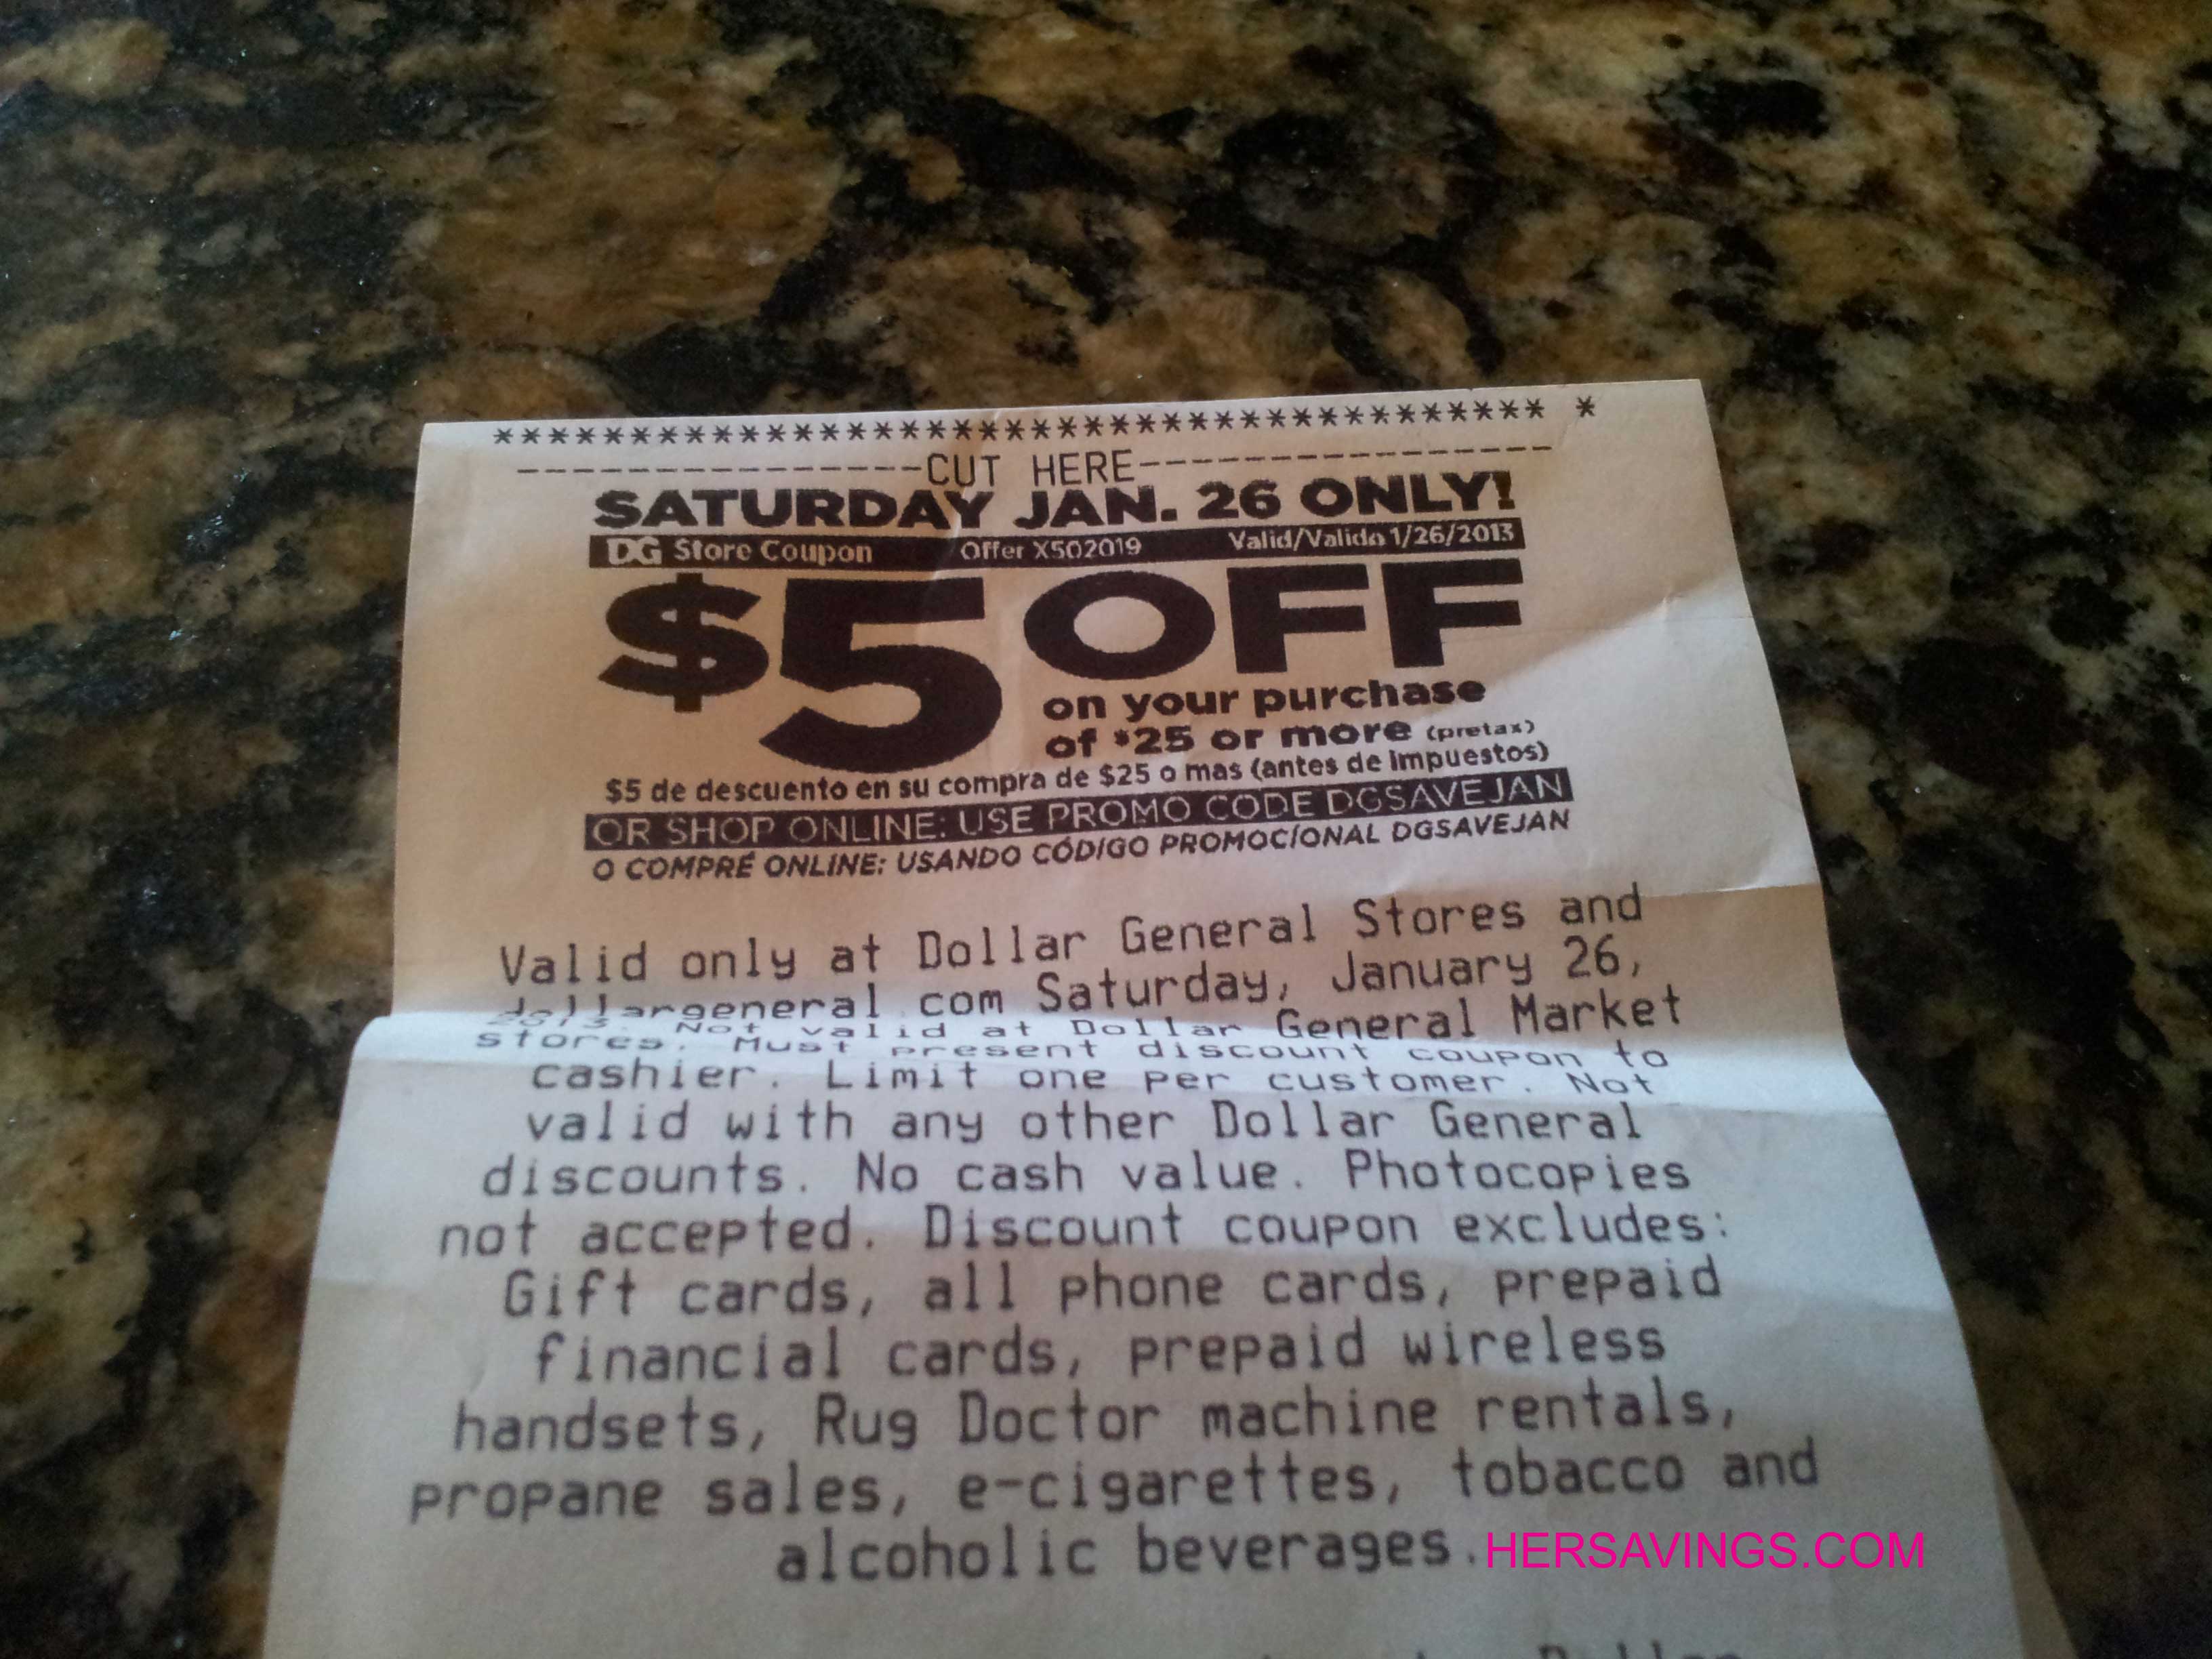 ************************************** *
---------------CUT HERE----------------
SATURDAY JAN. 26 ONLY!
DG Store Coupon Offer X502019 Valid/Valido 1/26/2013
$5 OFF
on your purchase
of $25 or more (pretax)
$5 de descuento en su compra de $25 o mas (antes de impuestos)
OR SHOP ONLINE: USE PROMO CODE DGSAVEJAN
O COMPRÉ ONLINE: USANDO CÓDIGO PROMOCIONAL DGSAVEJAN
Valid only at Dollar General Stores and
dollargeneral.com Saturday, January 26,
2013. Not valid at Dollar General Market
stores. Must present discount coupon to
cashier. Limit one per customer. Not
valid with any other Dollar General
discounts. No cash value. Photocopies
not accepted. Discount coupon excludes:
Gift cards, all phone cards, prepaid
financial cards, prepaid wireless
handsets, Rug Doctor machine rentals,
propane sales, e-cigarettes, tobacco and
alcoholic beverages.
HERSAVINGS.COM